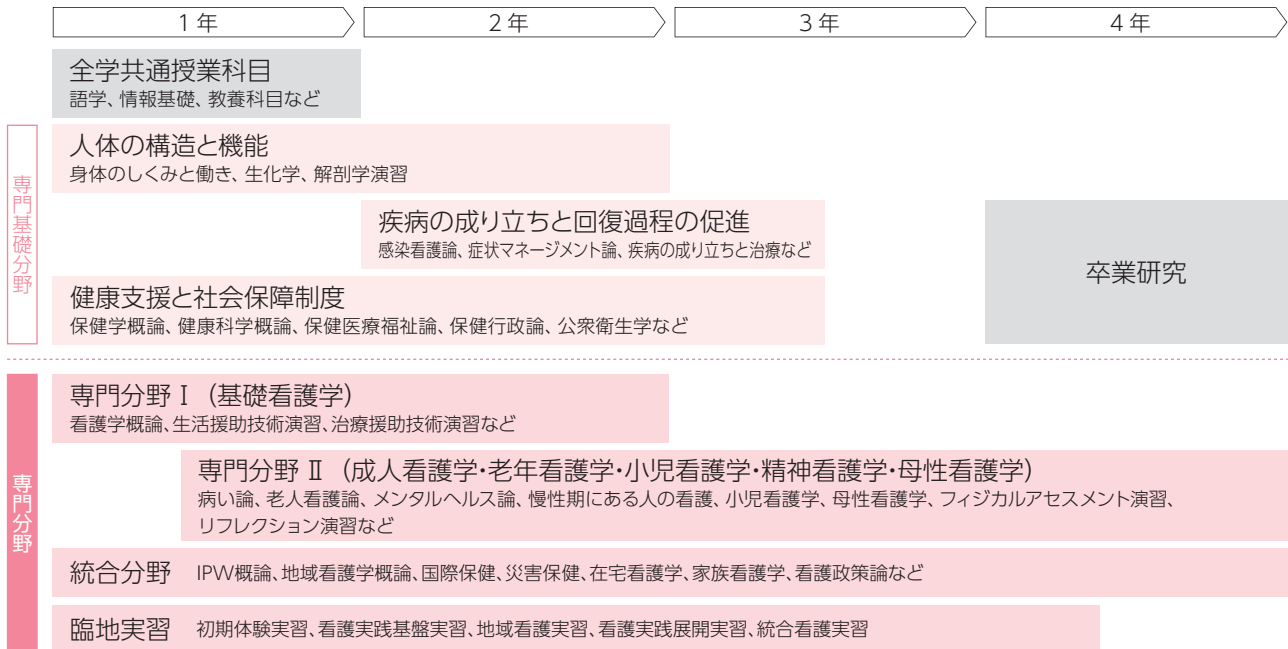 1年
2年
3年
4年
全学共通授業科目
語学、情報基礎、教養科目など
専門基礎分野
人体の構造と機能
身体のしくみと働き、生化学、解剖学演習
疾病の成り立ちと回復過程の促進
感染看護論、症状マネージメント論、疾病の成り立ちと治療など
健康支援と社会保障制度
保健学概論、健康科学概論、保健医療福祉論、保健行政論、公衆衛生学など
卒業研究
専門分野
専門分野Ⅰ(基礎看護学)
看護学概論、生活援助技術演習、治療援助技術演習など
専門分野Ⅱ(成人看護学・老年看護学・小児看護学・精神看護学・母性看護学)
病い論、老人看護論、メンタルヘルス論、慢性期にある人の看護、小児看護学、母性看護学、フィジカルアセスメント演習、
リフレクション演習など
統合分野 IPW概論、地域看護学概論、国際保健、災害保健、在宅看護学、家族看護学、看護政策論など
臨地実習 初期体験実習、看護実践基盤実習、地域看護実習、看護実践展開実習、統合看護実習